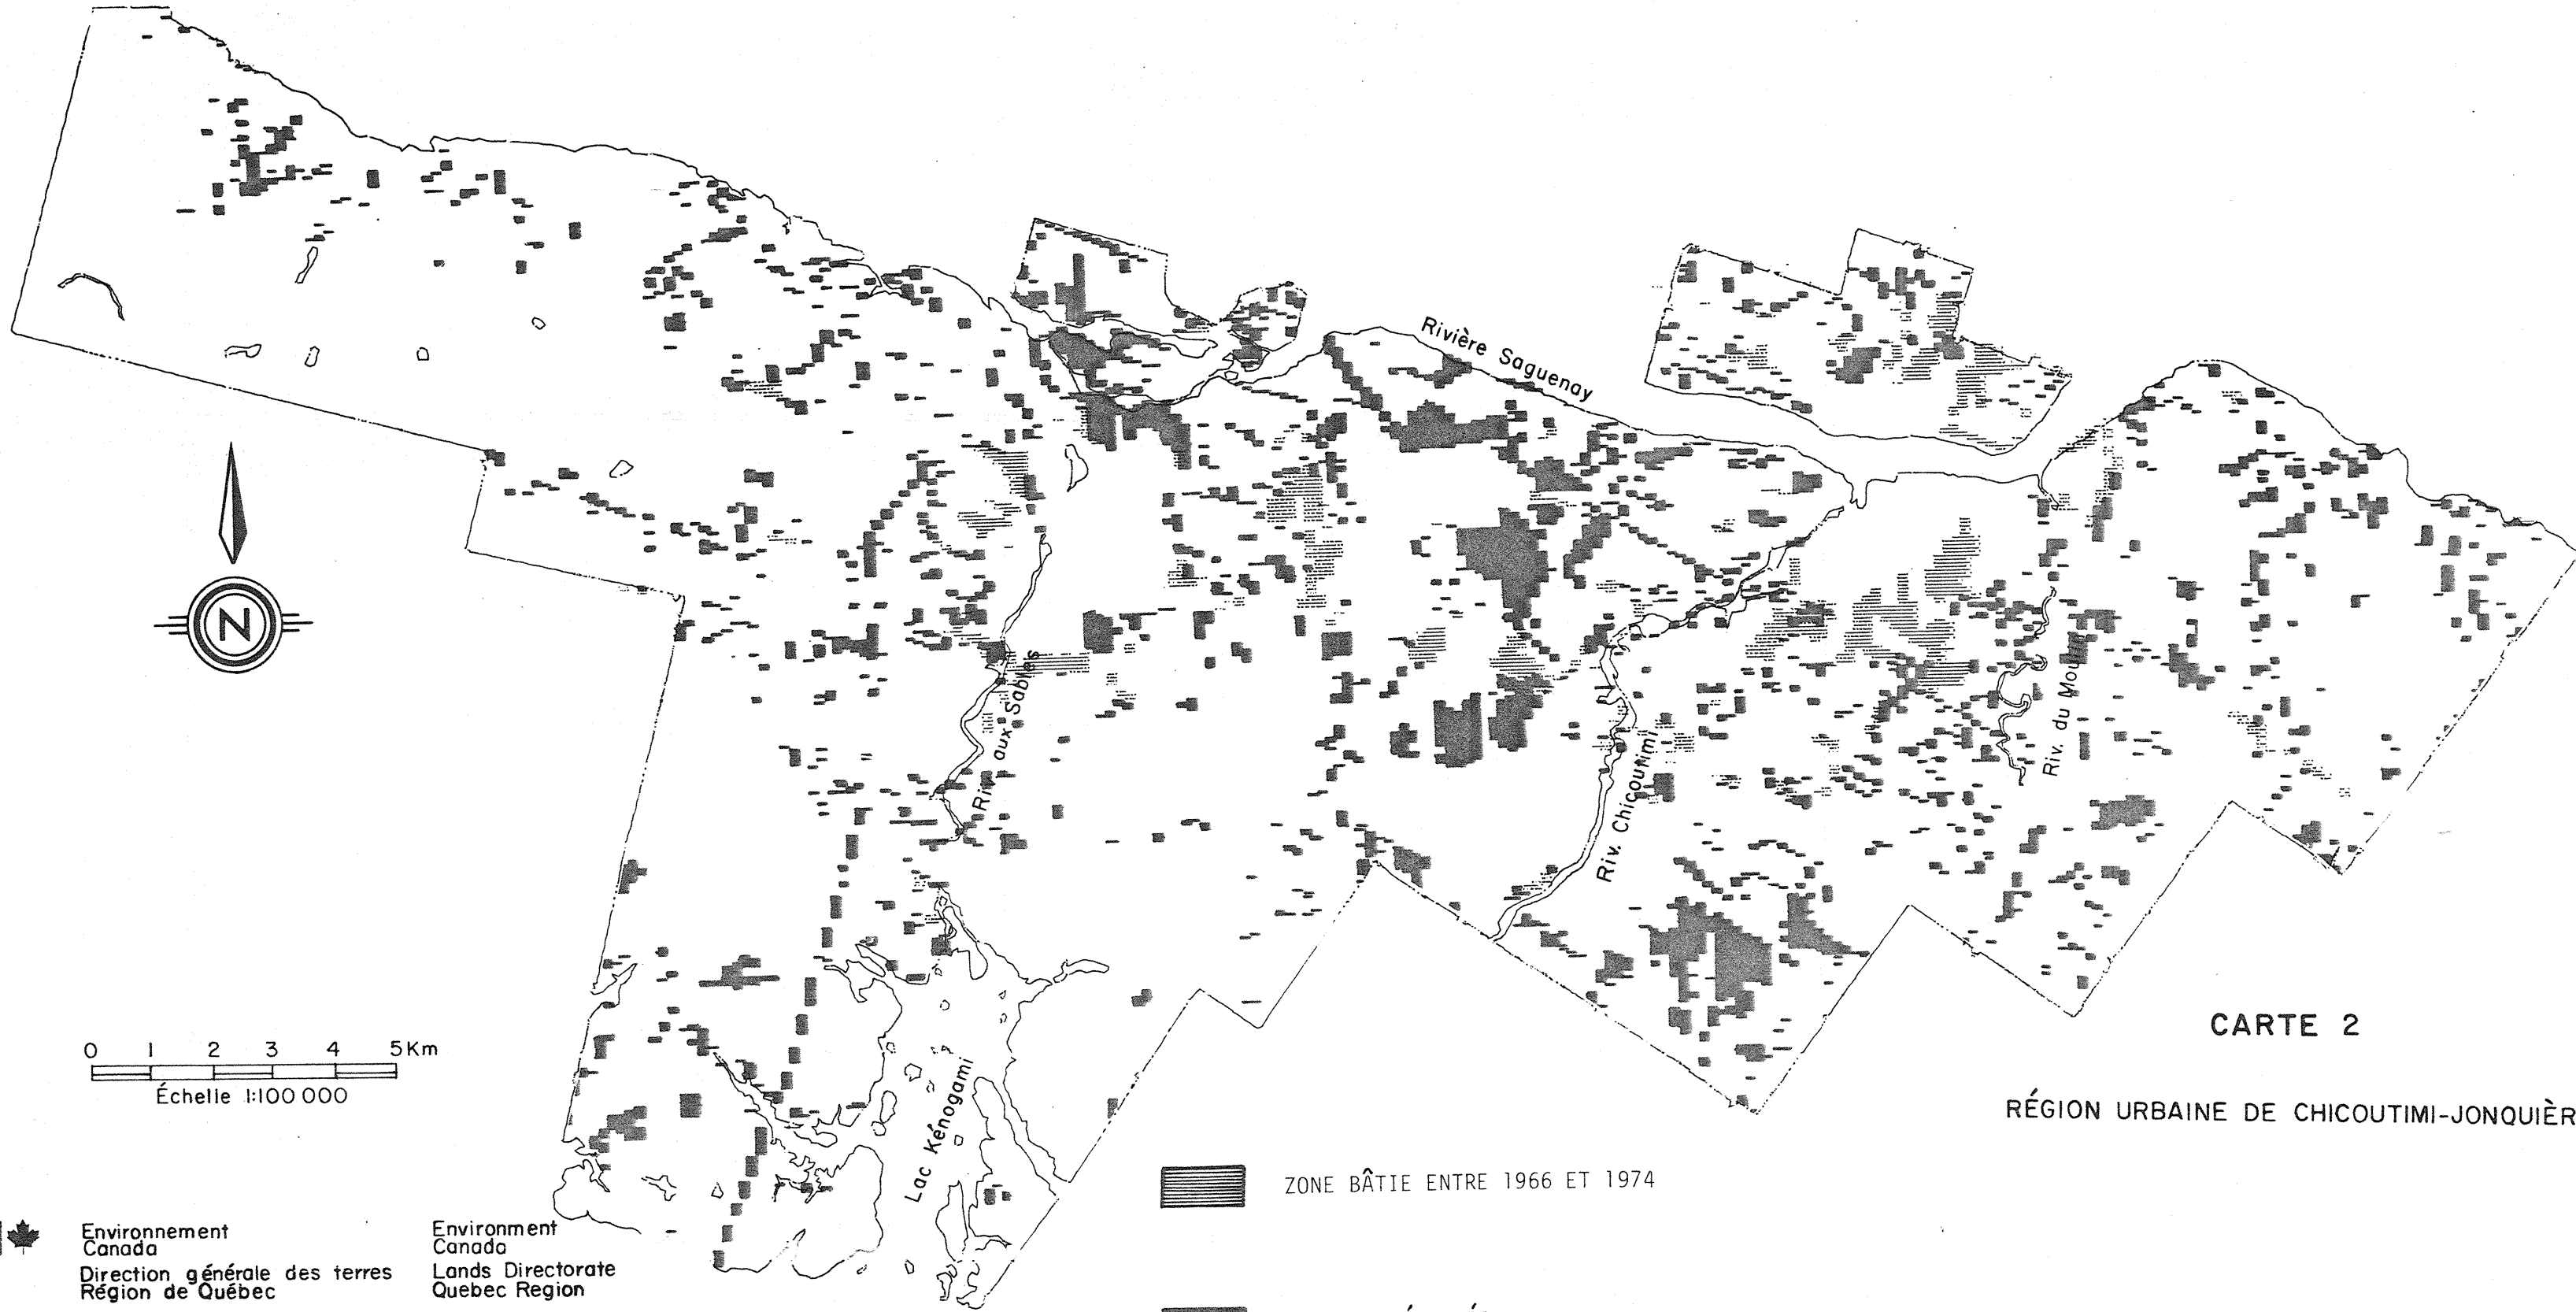 Rivière Saguenay
Riv. aux Sables
Riv. Chicoutimi
Riv. du Moulin
Lac Kénogami
N
0 1 2 3 4 5 Km
Échelle 1:100 000
CARTE 2
RÉGION URBAINE DE CHICOUTIMI-JONQUIÈR
ZONE BÂTIE ENTRE 1966 ET 1974
Environnement
Canada
Direction générale des terres
Région de Québec
Environment
Canada
Lands Directorate
Quebec Region